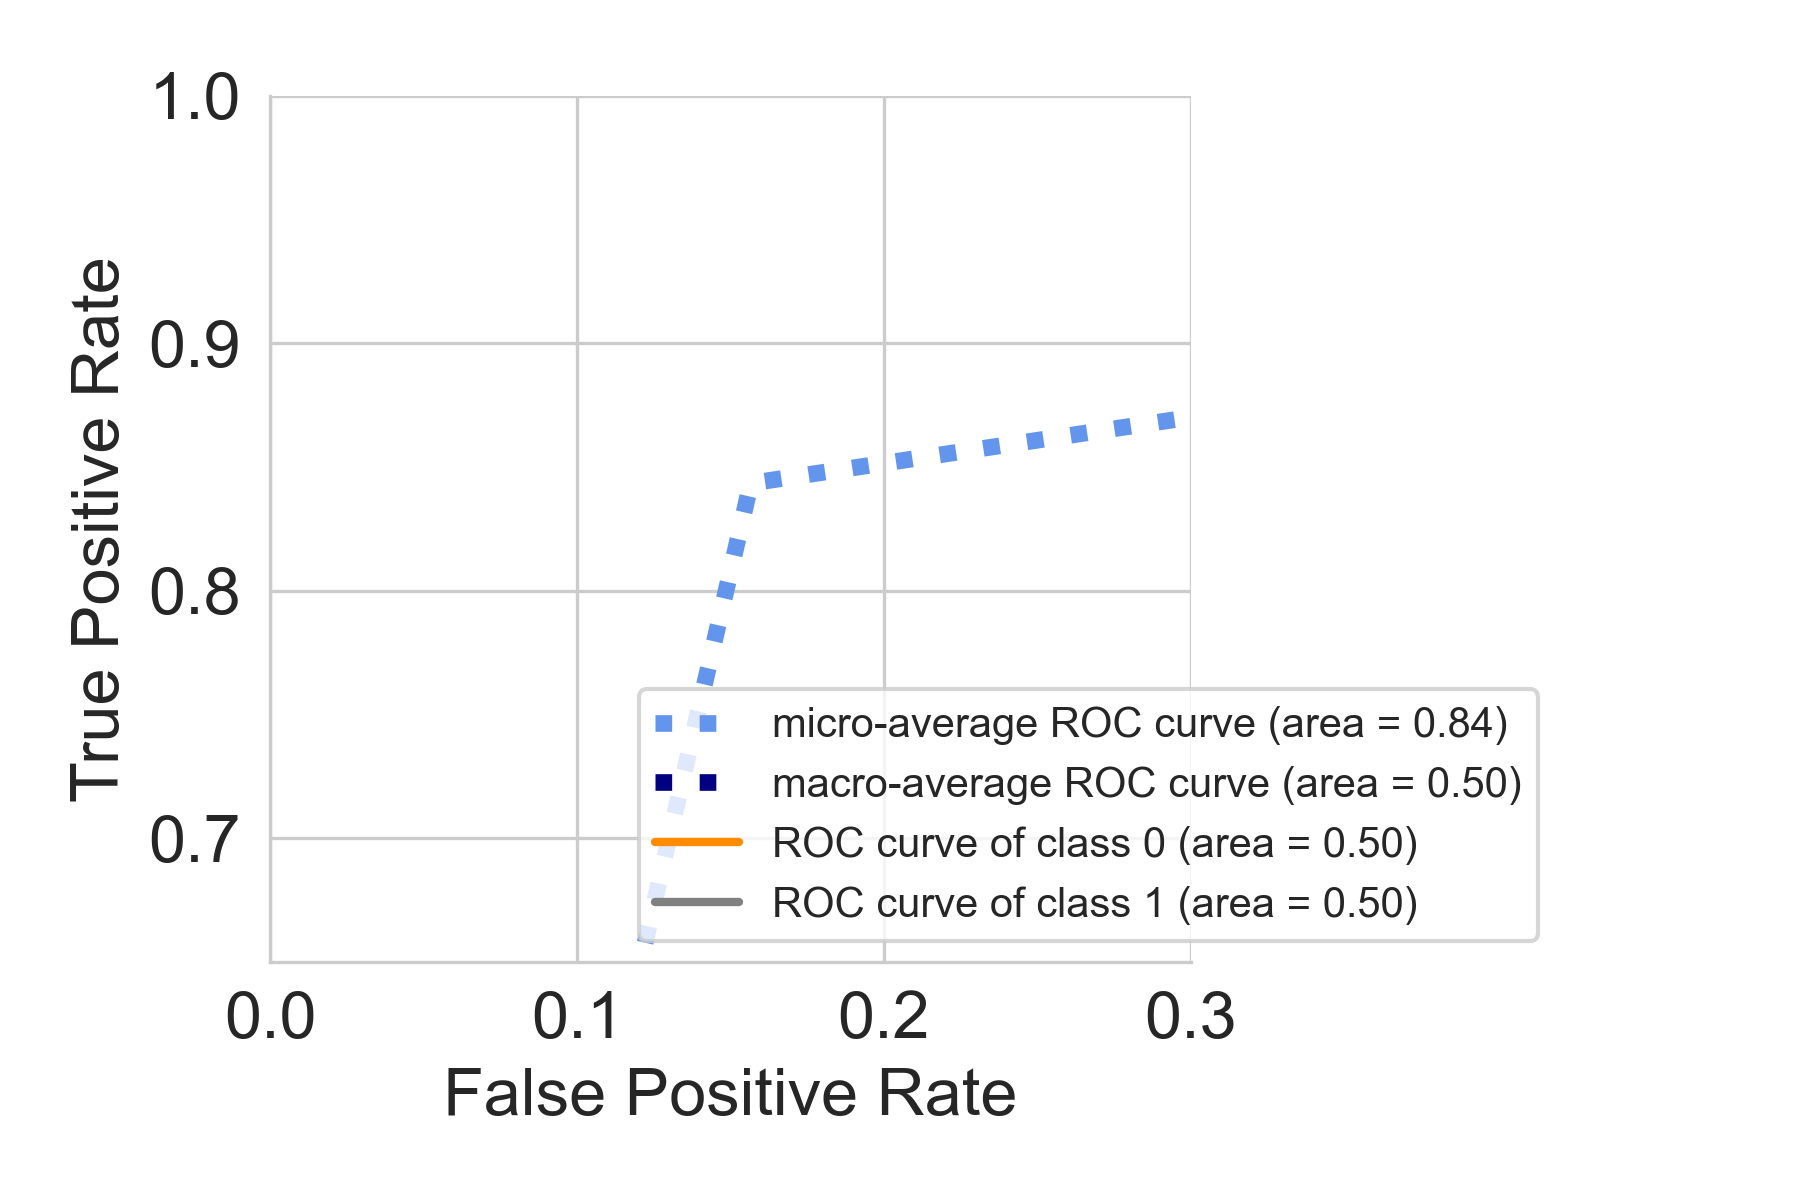 1.0
0.9
0.8
0.7
True Positive Rate
micro-average ROC curve (area = 0.84)
macro-average ROC curve (area = 0.50)
ROC curve of class 0 (area = 0.50)
ROC curve of class 1 (area = 0.50)
0.0 0.1 0.2 0.3
False Positive Rate